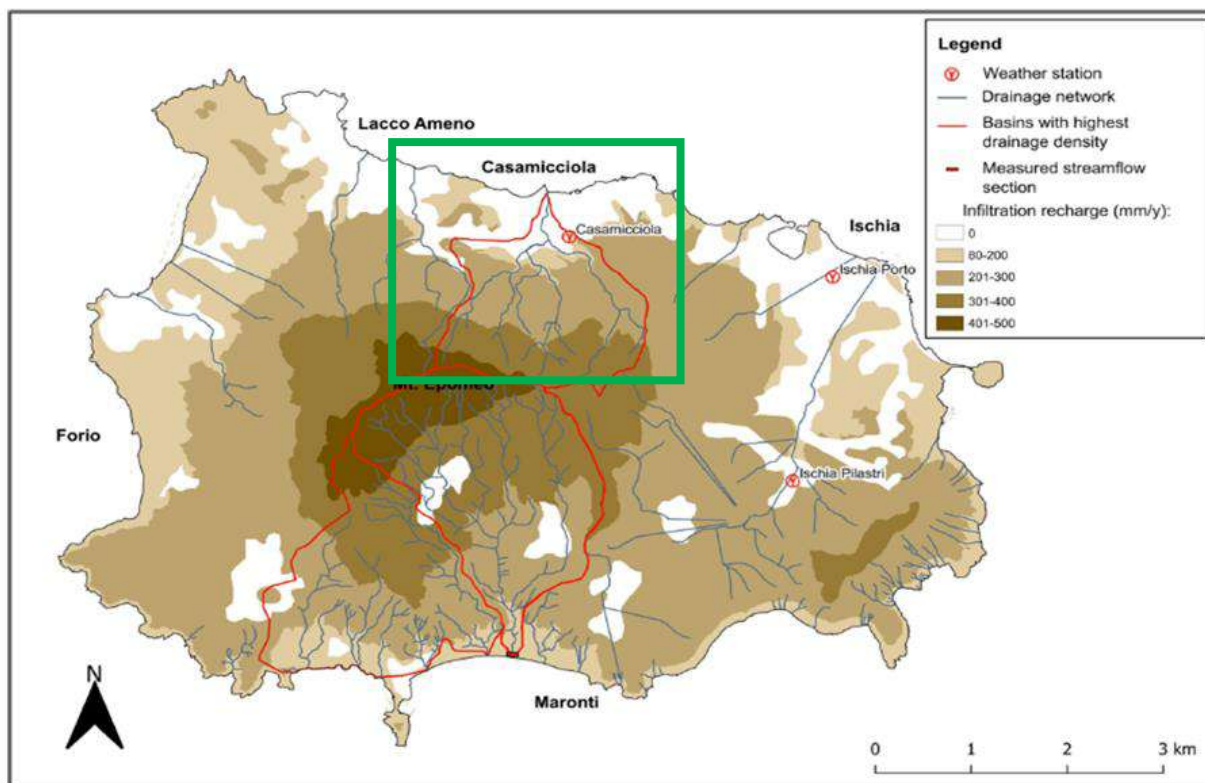 Legend
Weather station
Drainage network
Basins with highest
drainage density
Measured streamflow
section
Infiltration recharge (mm/y):
0
80-200
201-300
301-400
401-500
Lacco Ameno
Casamicciola
Casamicciola
Ischia
Ischia Porto
Mt. Epomeo
Forio
Ischia Pilastri
Maronti
N
0 1 2 3 km